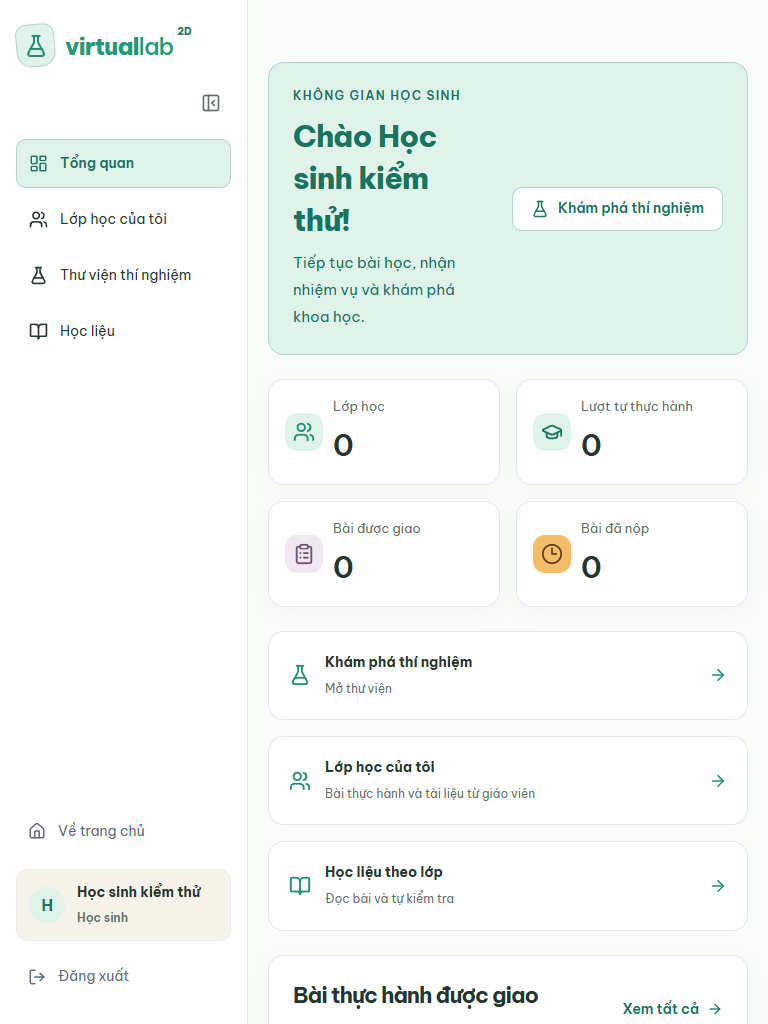 virtuallab 2D
Tổng quan
Lớp học của tôi
Thư viện thí nghiệm
Học liệu
Về trang chủ
H
Học sinh kiểm thử
Học sinh
Đăng xuất
KHÔNG GIAN HỌC SINH
Chào Học
sinh kiểm
thử!
Tiếp tục bài học, nhận
nhiệm vụ và khám phá
khoa học.
Khám phá thí nghiệm
Lớp học
0
Lượt tự thực hành
0
Bài được giao
0
Bài đã nộp
0
Khám phá thí nghiệm
Mở thư viện
Lớp học của tôi
Bài thực hành và tài liệu từ giáo viên
Học liệu theo lớp
Đọc bài và tự kiểm tra
Bài thực hành được giao
Xem tất cả